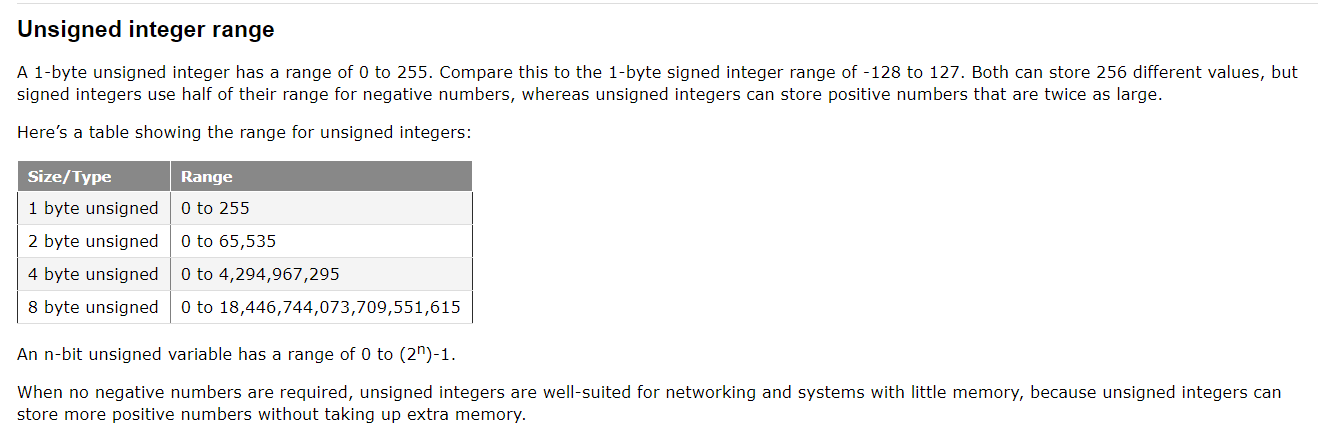 Unsigned integer range
A 1-byte unsigned integer has a range of 0 to 255. Compare this to the 1-byte signed integer range of -128 to 127. Both can store 256 different values, but
signed integers use half of their range for negative numbers, whereas unsigned integers can store positive numbers that are twice as large.
Here’s a table showing the range for unsigned integers:
Size/Type Range
1 byte unsigned 0 to 255
2 byte unsigned 0 to 65,535
4 byte unsigned 0 to 4,294,967,295
8 byte unsigned 0 to 18,446,744,073,709,551,615
An n-bit unsigned variable has a range of 0 to (2ⁿ)-1.
When no negative numbers are required, unsigned integers are well-suited for networking and systems with little memory, because unsigned integers can
store more positive numbers without taking up extra memory.